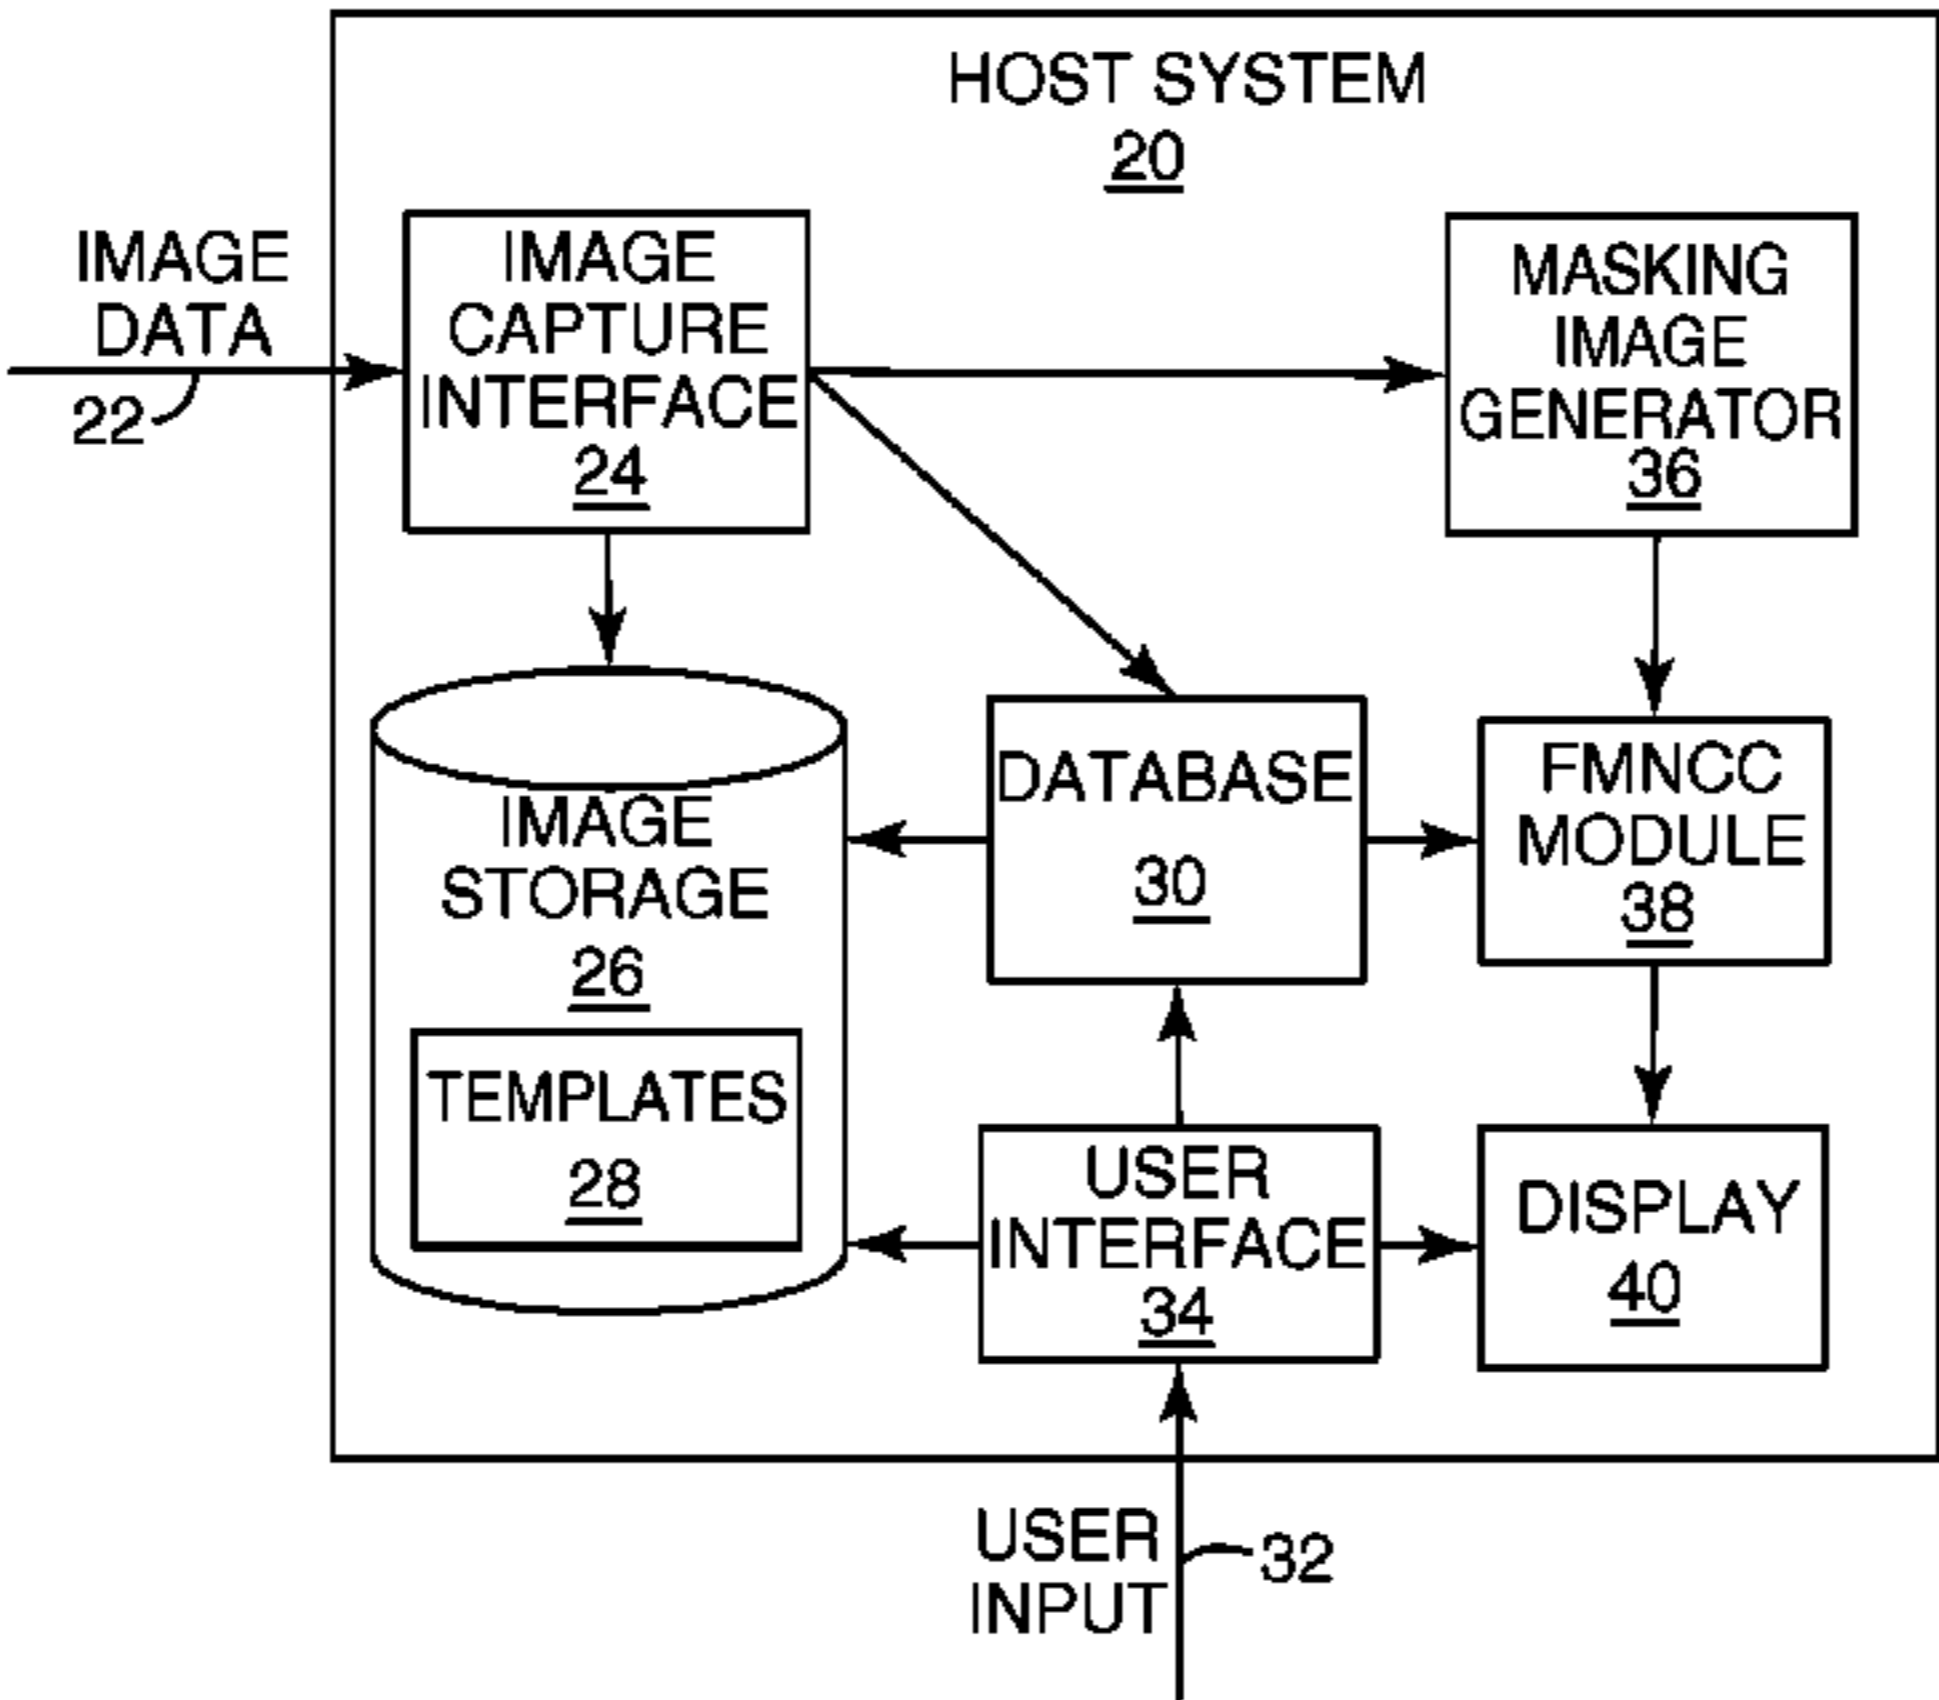 HOST SYSTEM
20
IMAGE
DATA
22
IMAGE
CAPTURE
INTERFACE
24
MASKING
IMAGE
GENERATOR
36
IMAGE
STORAGE
26
TEMPLATES
28
DATABASE
30
FMNCC
MODULE
38
USER
INTERFACE
34
DISPLAY
40
USER
INPUT
32